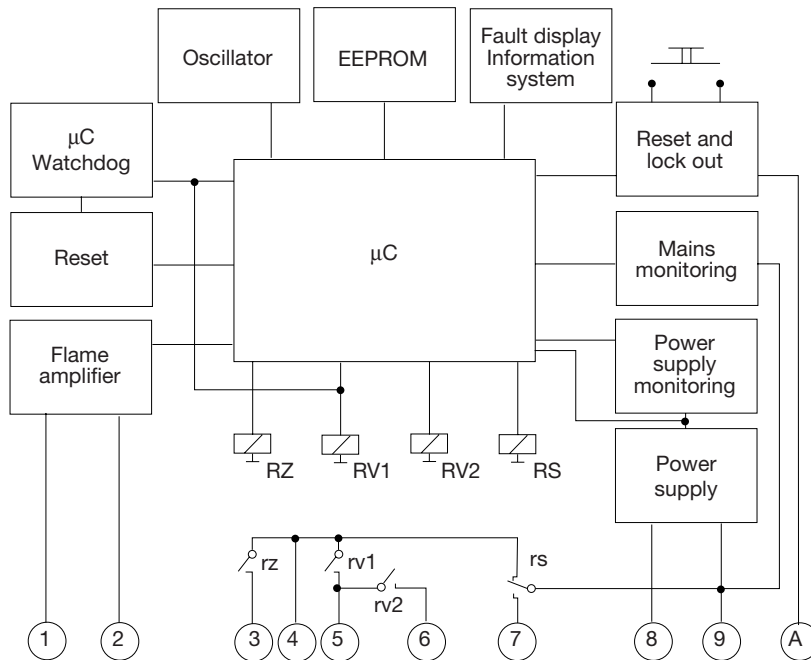 Oscillator
EEPROM
Fault display
Information
system
μC
Watchdog
Reset and
lock out
Reset
μC
Mains
monitoring
Flame
amplifier
Power
supply
monitoring
RZ
RV1
RV2
RS
Power
supply
rz
rv1
rv2
rs
1
2
3
4
5
6
7
8
9
A